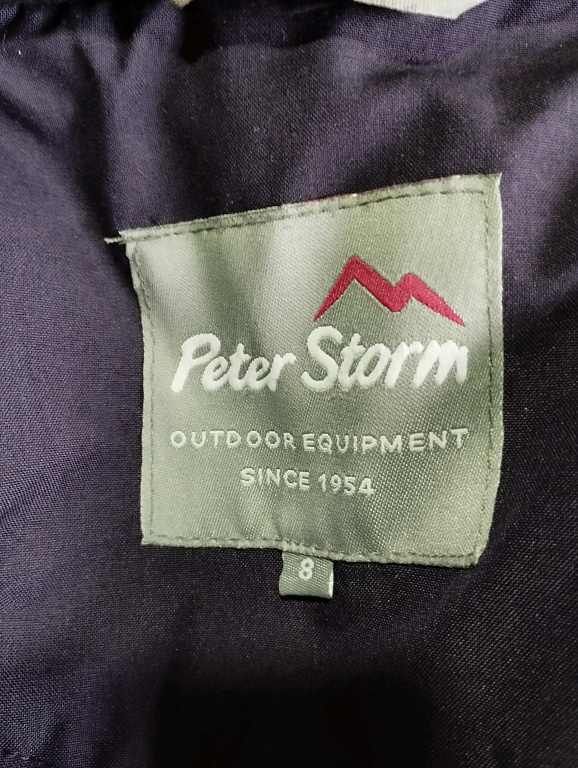 Peter Storm
OUTDOOR EQUIPMENT
SINCE 1954
8